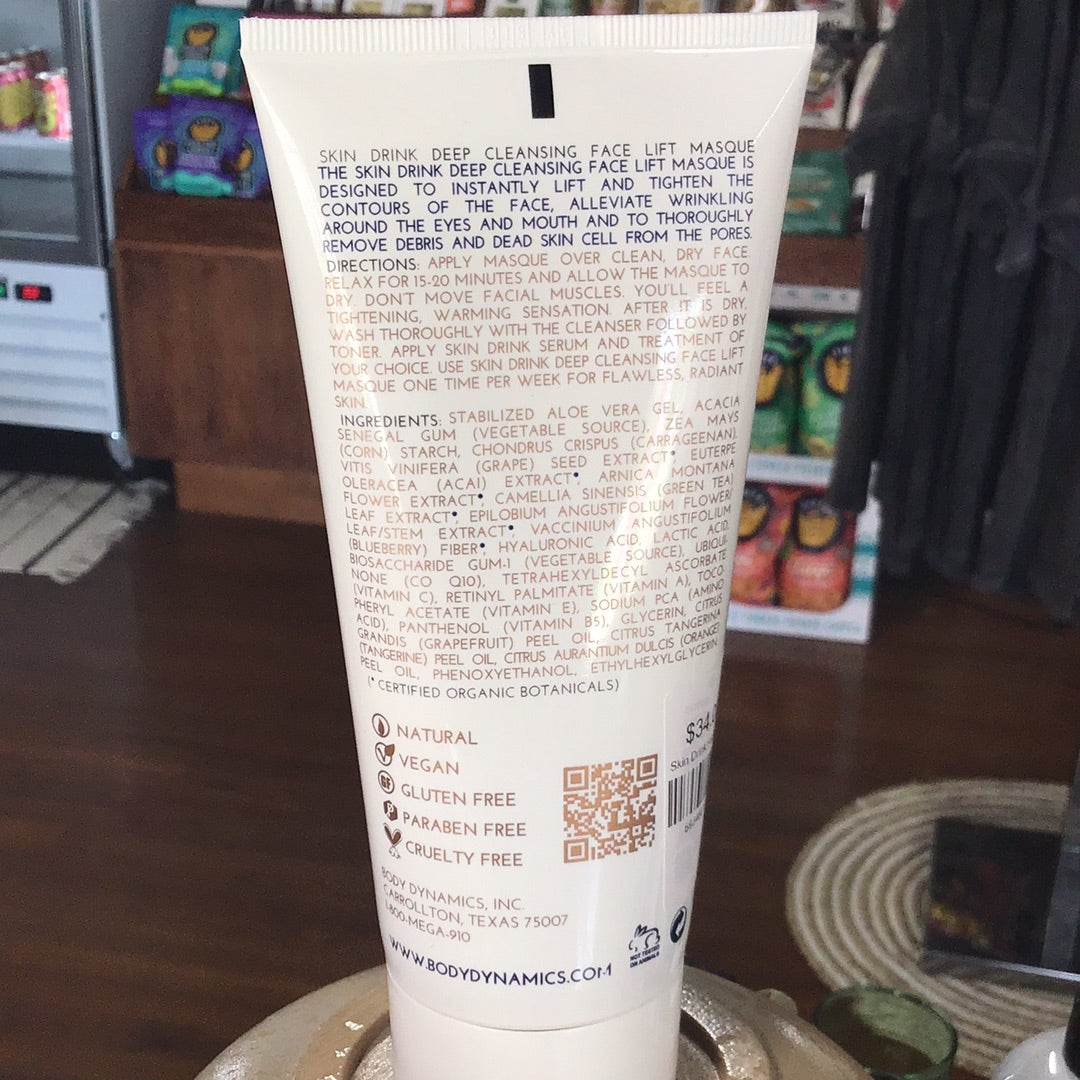 SKIN DRINK DEEP CLEANSING FACE LIFT MASQUE
THE SKIN DRINK DEEP CLEANSING FACE LIFT MASQUE IS
DESIGNED TO INSTANTLY LIFT AND TIGHTEN THE
CONTOURS OF THE FACE, ALLEVIATE WRINKLING
AROUND THE EYES AND MOUTH AND TO THOROUGHLY
REMOVE DEBRIS AND DEAD SKIN CELL FROM THE PORES.
DIRECTIONS: APPLY MASQUE OVER CLEAN, DRY FACE.
RELAX FOR 15-20 MINUTES AND ALLOW THE MASQUE TO
DRY. DON'T MOVE FACIAL MUSCLES. YOU'LL FEEL A
TIGHTENING, WARMING SENSATION. AFTER IT IS DRY,
WASH THOROUGHLY WITH THE CLEANSER FOLLOWED BY
TONER. APPLY SKIN DRINK SERUM AND TREATMENT OF
YOUR CHOICE. USE SKIN DRINK DEEP CLEANSING FACE LIFT
MASQUE ONE TIME PER WEEK FOR FLAWLESS, RADIANT
SKIN.
INGREDIENTS: STABILIZED ALOE VERA GEL, ACACIA
SENEGAL GUM (VEGETABLE SOURCE), ZEA MAYS
(CORN) STARCH, CHONDRUS CRISPUS (CARRAGEENAN),
VITIS VINIFERA (GRAPE) SEED EXTRACT*, EUTERPE
OLERACEA (ACAI) EXTRACT*, ARNICA MONTANA
FLOWER EXTRACT*, CAMELLIA SINENSIS (GREEN TEA)
LEAF EXTRACT*, EPILOBIUM ANGUSTIFOLIUM FLOWER/
LEAF/STEM EXTRACT*, VACCINIUM ANGUSTIFOLIUM
(BLUEBERRY) FIBER*, HYALURONIC ACID, LACTIC ACID,
BIOSACCHARIDE GUM-1 (VEGETABLE SOURCE), UBIQUI-
NONE (CO Q10), TETRAHEXYLDECYL ASCORBATE
(VITAMIN C), RETINYL PALMITATE (VITAMIN A), TOCO-
PHERYL ACETATE (VITAMIN E), SODIUM PCA (AMINO
ACID), PANTHENOL (VITAMIN B5), GLYCERIN, CITRUS
GRANDIS (GRAPEFRUIT) PEEL OIL, CITRUS TANGERINA
(TANGERINE) PEEL OIL, CITRUS AURANTIUM DULCIS (ORANGE)
PEEL OIL, PHENOXYETHANOL, ETHYLHEXYLGLYCERIN
(* CERTIFIED ORGANIC BOTANICALS)
NATURAL
VEGAN
GF GLUTEN FREE
P PARABEN FREE
CRUELTY FREE
$34.
Skin Drink
BODY DYNAMICS, INC.
CARROLLTON, TEXAS 75007
1-800-MEGA-910
WWW.BODYDYNAMICS.COM
NOT TESTED
ON ANIMALS